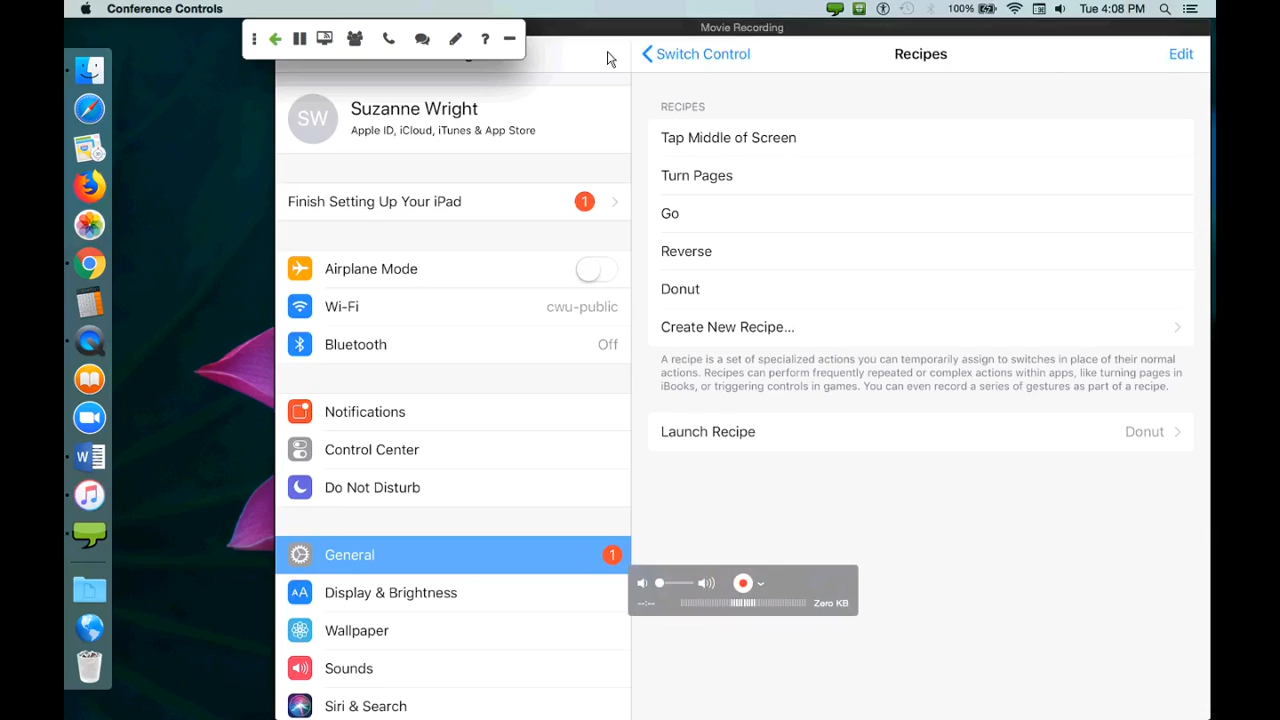 Conference Controls
100%
Tue 4:08 PM
Movie Recording
Switch Control
Recipes
Edit
SW
Suzanne Wright
Apple ID, iCloud, iTunes & App Store
Finish Setting Up Your iPad
1
Airplane Mode
Wi-Fi
cwu-public
Bluetooth
Off
Notifications
Control Center
Do Not Disturb
General
1
AA
Display & Brightness
Wallpaper
Sounds
Siri & Search
RECIPES
Tap Middle of Screen
Turn Pages
Go
Reverse
Donut
Create New Recipe...
A recipe is a set of specialized actions you can temporarily assign to switches in place of their normal
actions. Recipes can perform frequently repeated or complex actions within apps, like turning pages in
iBooks, or triggering controls in games. You can even record a series of gestures as part of a recipe.
Launch Recipe
Donut
--:--
Zero KB
W
?